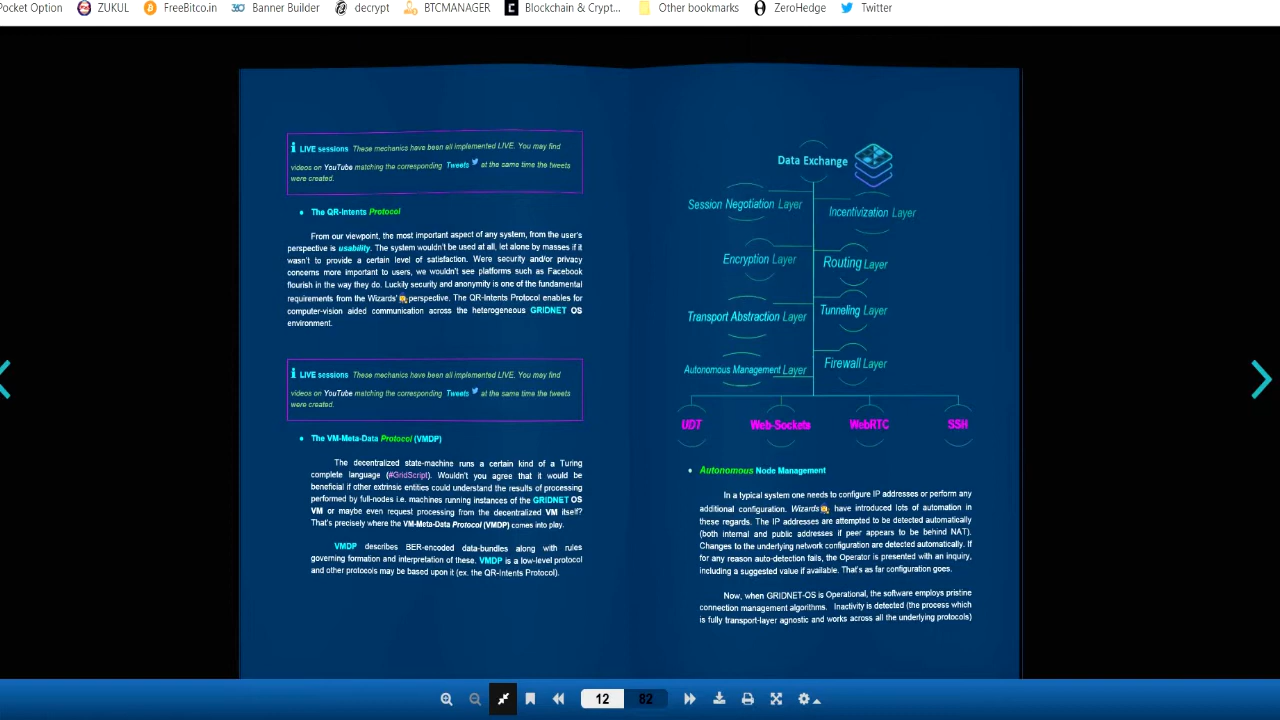 Pocket Option ZUKUL FreeBitco.in Banner Builder decrypt BTCMANAGER Blockchain & Crypt... Other bookmarks ZeroHedge Twitter
LIVE sessions These mechanics have been all implemented LIVE. You may find
videos on YouTube matching the corresponding Tweets at the same time the tweets
were created.
• The QR-Intents Protocol
From our viewpoint, the most important aspect of any system, from the user's
perspective is usability. The system wouldn't be used at all, let alone by masses if it
wasn't to provide a certain level of satisfaction. Were security and/or privacy
concerns more important to users, we wouldn't see platforms such as Facebook
flourish in the way they do. Luckily security and anonymity is one of the fundamental
requirements from the Wizards' perspective. The QR-Intents Protocol enables for
computer-vision aided communication across the heterogeneous GRIDNET OS
environment.
LIVE sessions These mechanics have been all implemented LIVE. You may find
videos on YouTube matching the corresponding Tweets at the same time the tweets
were created.
• The VM-Meta-Data Protocol (VMDP)
The decentralized state-machine runs a certain kind of a Turing
complete language (#GridScript). Wouldn't you agree that it would be
beneficial if other extrinsic entities could understand the results of processing
performed by full-nodes i.e. machines running instances of the GRIDNET OS
VM or maybe even request processing from the decentralized VM itself?
That's precisely where the VM-Meta-Data Protocol (VMDP) comes into play.
VMDP describes BER-encoded data-bundles along with rules
governing formation and interpretation of these. VMDP is a low-level protocol
and other protocols may be based upon it (ex. the QR-Intents Protocol).
Data Exchange
Session Negotiation Layer
Incentivization Layer
Encryption Layer
Routing Layer
Transport Abstraction Layer
Tunneling Layer
Autonomous Management Layer
Firewall Layer
UDT Web-Sockets WebRTC SSH
• Autonomous Node Management
In a typical system one needs to configure IP addresses or perform any
additional configuration. Wizards have introduced lots of automation in
these regards. The IP addresses are attempted to be detected automatically
(both internal and public addresses if peer appears to be behind NAT).
Changes to the underlying network configuration are detected automatically. If
for any reason auto-detection fails, the Operator is presented with an inquiry,
including a suggested value if available. That's as far configuration goes.
Now, when GRIDNET-OS is Operational, the software employs pristine
connection management algorithms. Inactivity is detected (the process which
is fully transport-layer agnostic and works across all the underlying protocols)
12 82